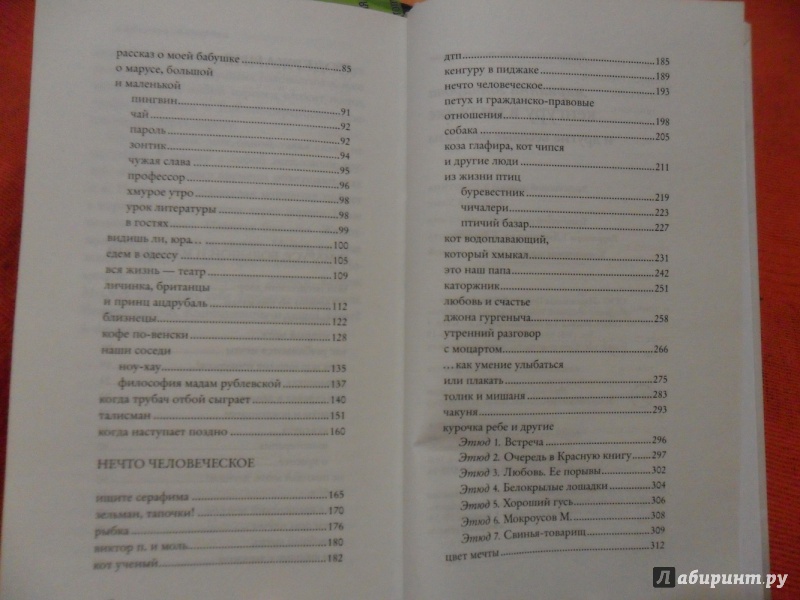 рассказ о моей бабушке 85
о марусе, большой
и маленькой
пингвин 91
чай 92
пароль 92
зонтик 94
чужая слава 95
профессор 96
хмурое утро 98
урок литературы 98
в гостях 99
видишь ли, юра... 100
едем в одессу 105
вся жизнь — театр 109
личинка, британцы
и принц ацдрубаль 112
близнецы 122
кофе по-венски 128
наши соседи
ноу-хау 135
философия мадам рублевской 137
когда трубач отбой сыграет 140
талисман 151
когда наступает поздно 160
НЕЧТО ЧЕЛОВЕЧЕСКОЕ
ищите серафима 165
зельман, тапочки! 170
рыбка 176
виктор п. и моль 180
кот ученый 182
дтп 185
кенгуру в пиджаке 189
нечто человеческое 193
петух и гражданско-правовые
отношения 198
собака 205
коза глафира, кот чипся
и другие люди 211
из жизни птиц
буревестник 219
чичалери 223
птичий базар 227
кот водоплавающий,
который хмыкал 231
это наш папа 242
каторжник 251
любовь и счастье
джона гургеныча 258
утренний разговор
с моцартом 266
...как умение улыбаться
или плакать 275
толик и мишаня 283
чакуня 293
курочка ребе и другие
Этюд 1. Встреча 296
Этюд 2. Очередь в Красную книгу 297
Этюд 3. Любовь. Ее порывы 302
Этюд 4. Белокрылые лошадки 304
Этюд 5. Хороший гусь 306
Этюд 6. Мокроусов М. 308
Этюд 7. Свинья-товарищ 309
цвет мечты 312
Лабиринт.ру